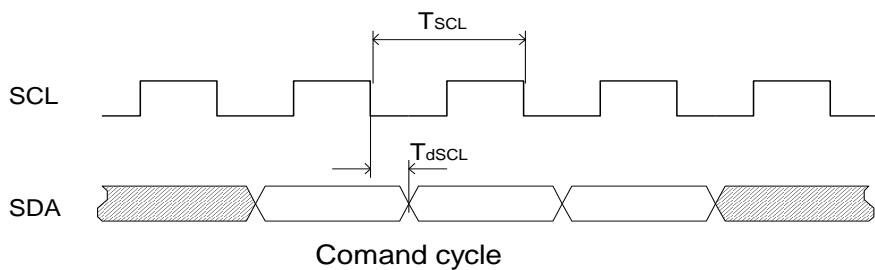 TSCL
SCL
TdSCL
SDA
Comand cycle